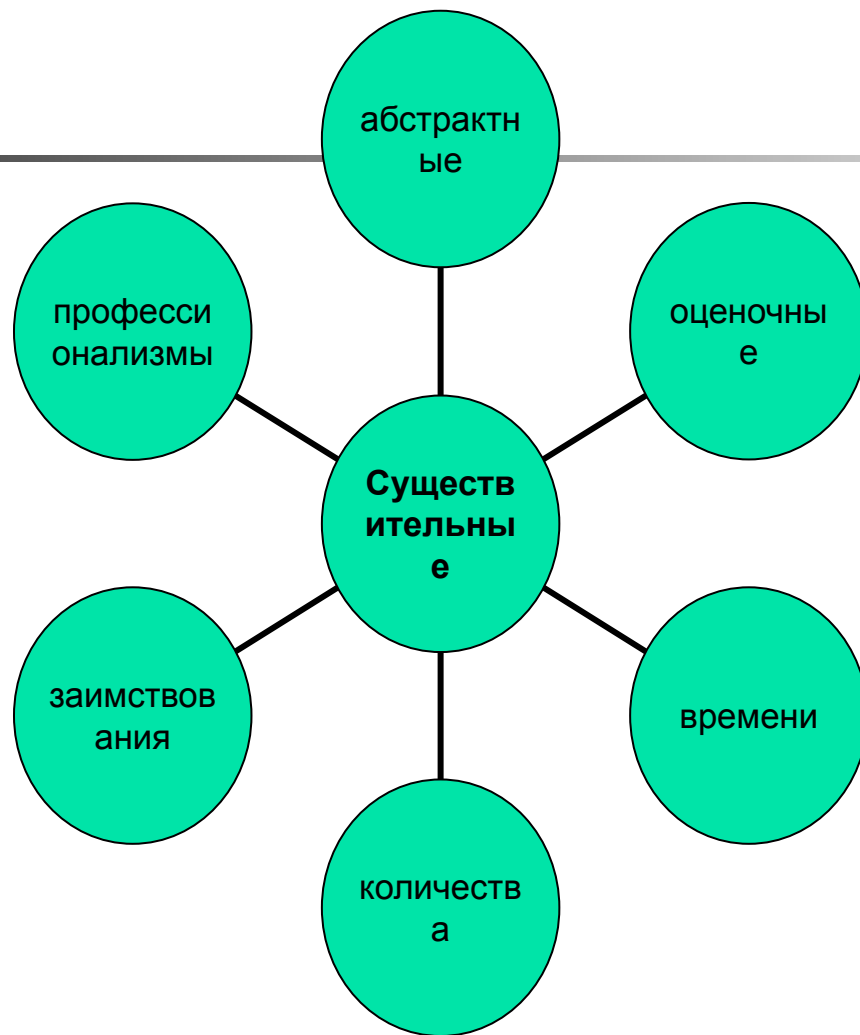 абстрактн
ые
професси
онализмы
оценочны
е
Существ
ительны
е
заимствов
ания
времени
количеств
а